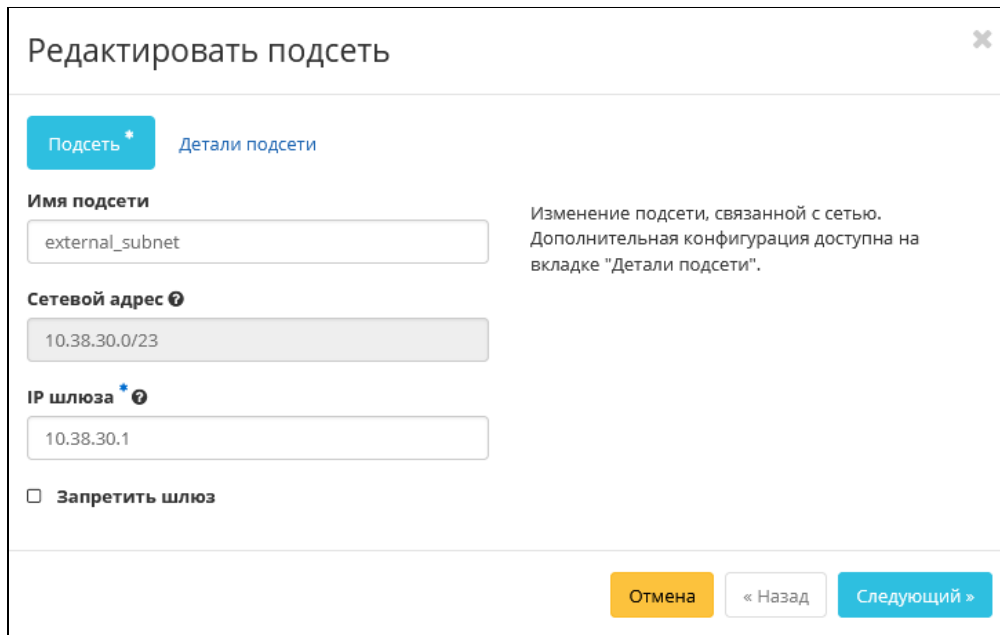 Редактировать подсеть
Подсеть * Детали подсети
Имя подсети
external_subnet
Изменение подсети, связанной с сетью.
Дополнительная конфигурация доступна на
вкладке "Детали подсети".
Сетевой адрес
10.38.30.0/23
IP шлюза *
10.38.30.1
Запретить шлюз
Отмена « Назад Следующий »